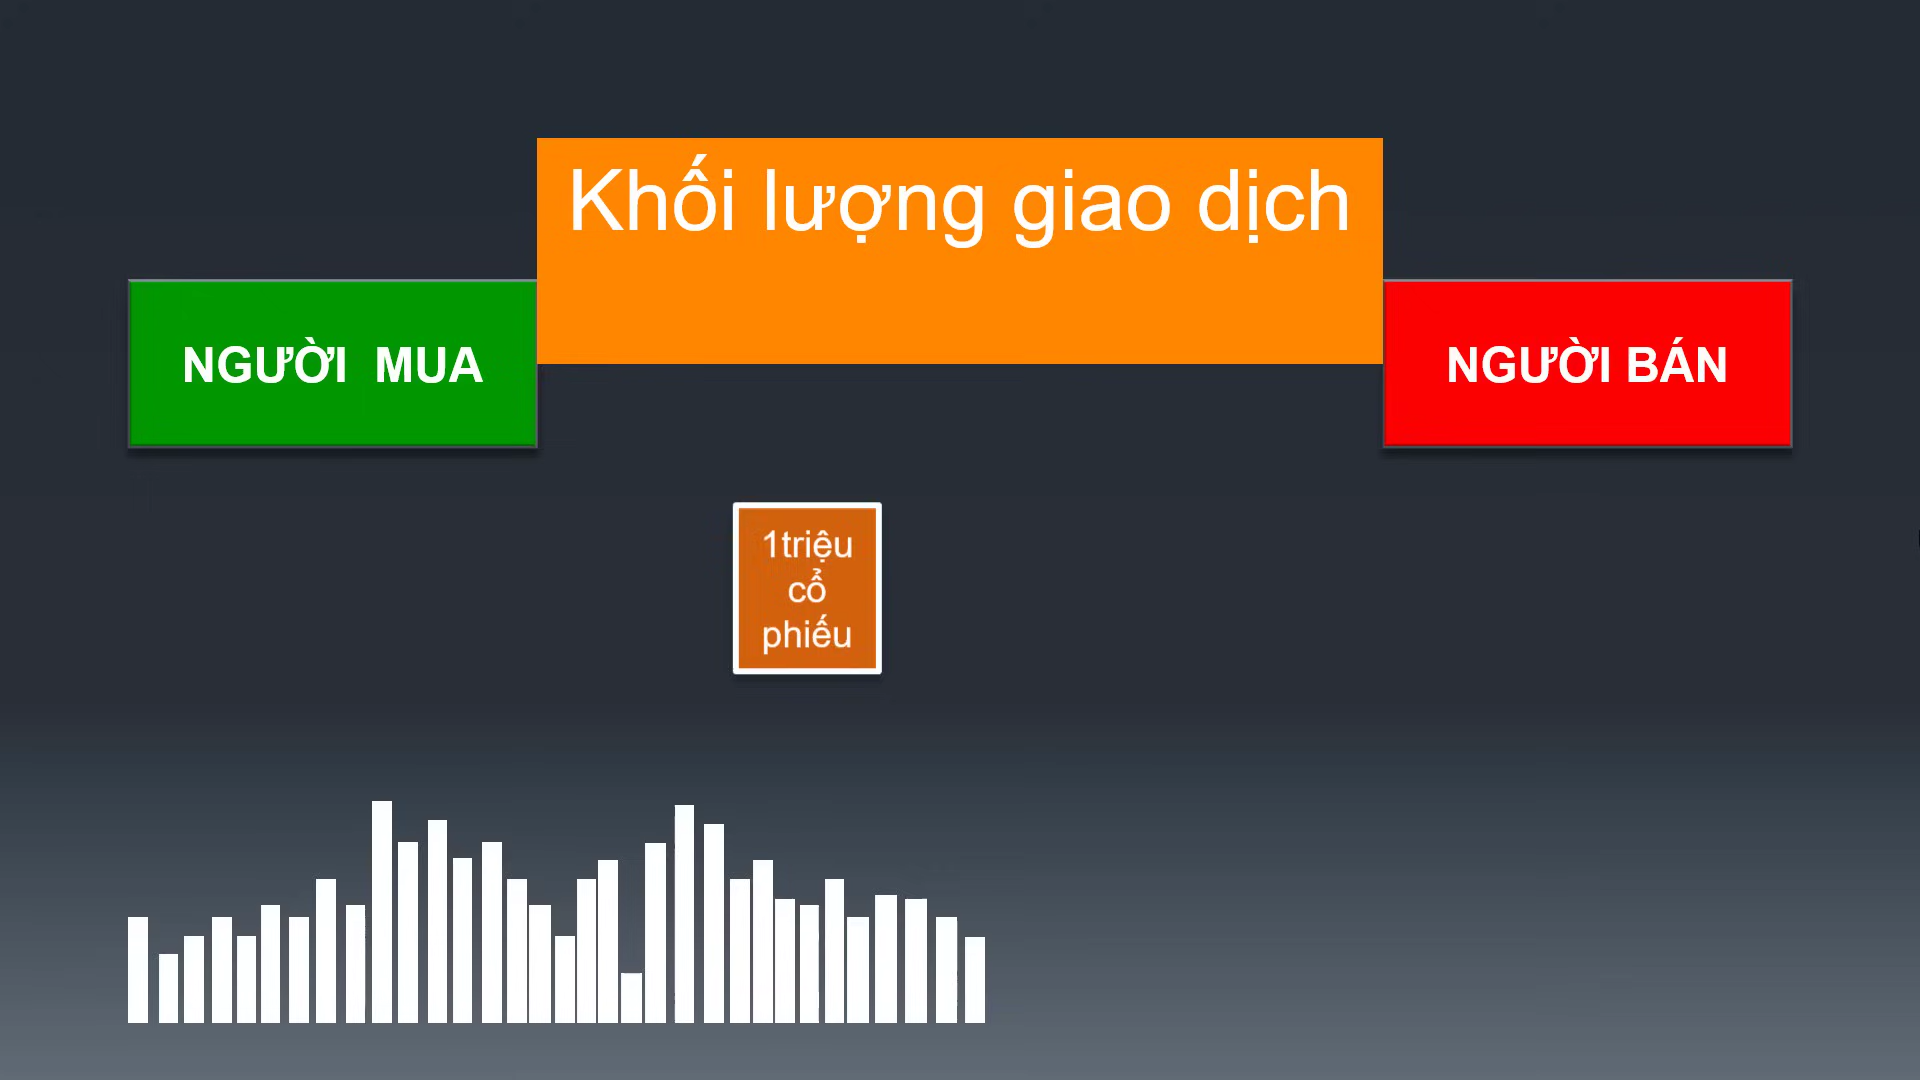 Khối lượng giao dịch
NGƯỜI MUA
NGƯỜI BÁN
1triệu
cổ
phiếu